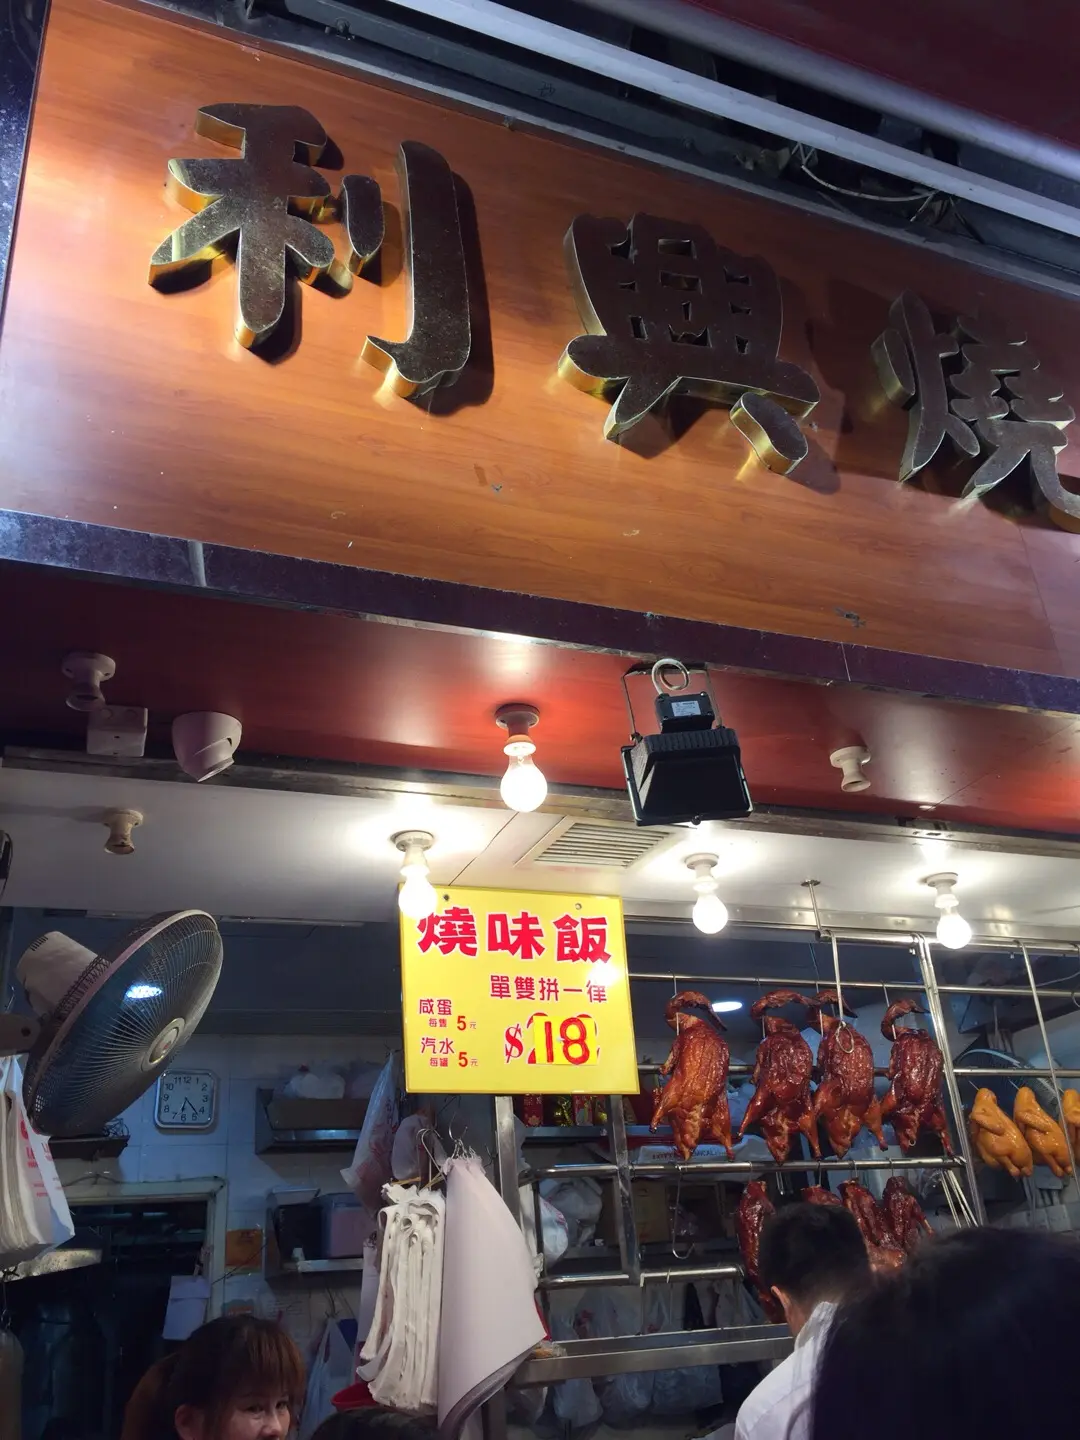 利興燒
燒味飯
單雙拼一律
咸蛋
每隻 5元
$18
汽水
每罐 5元